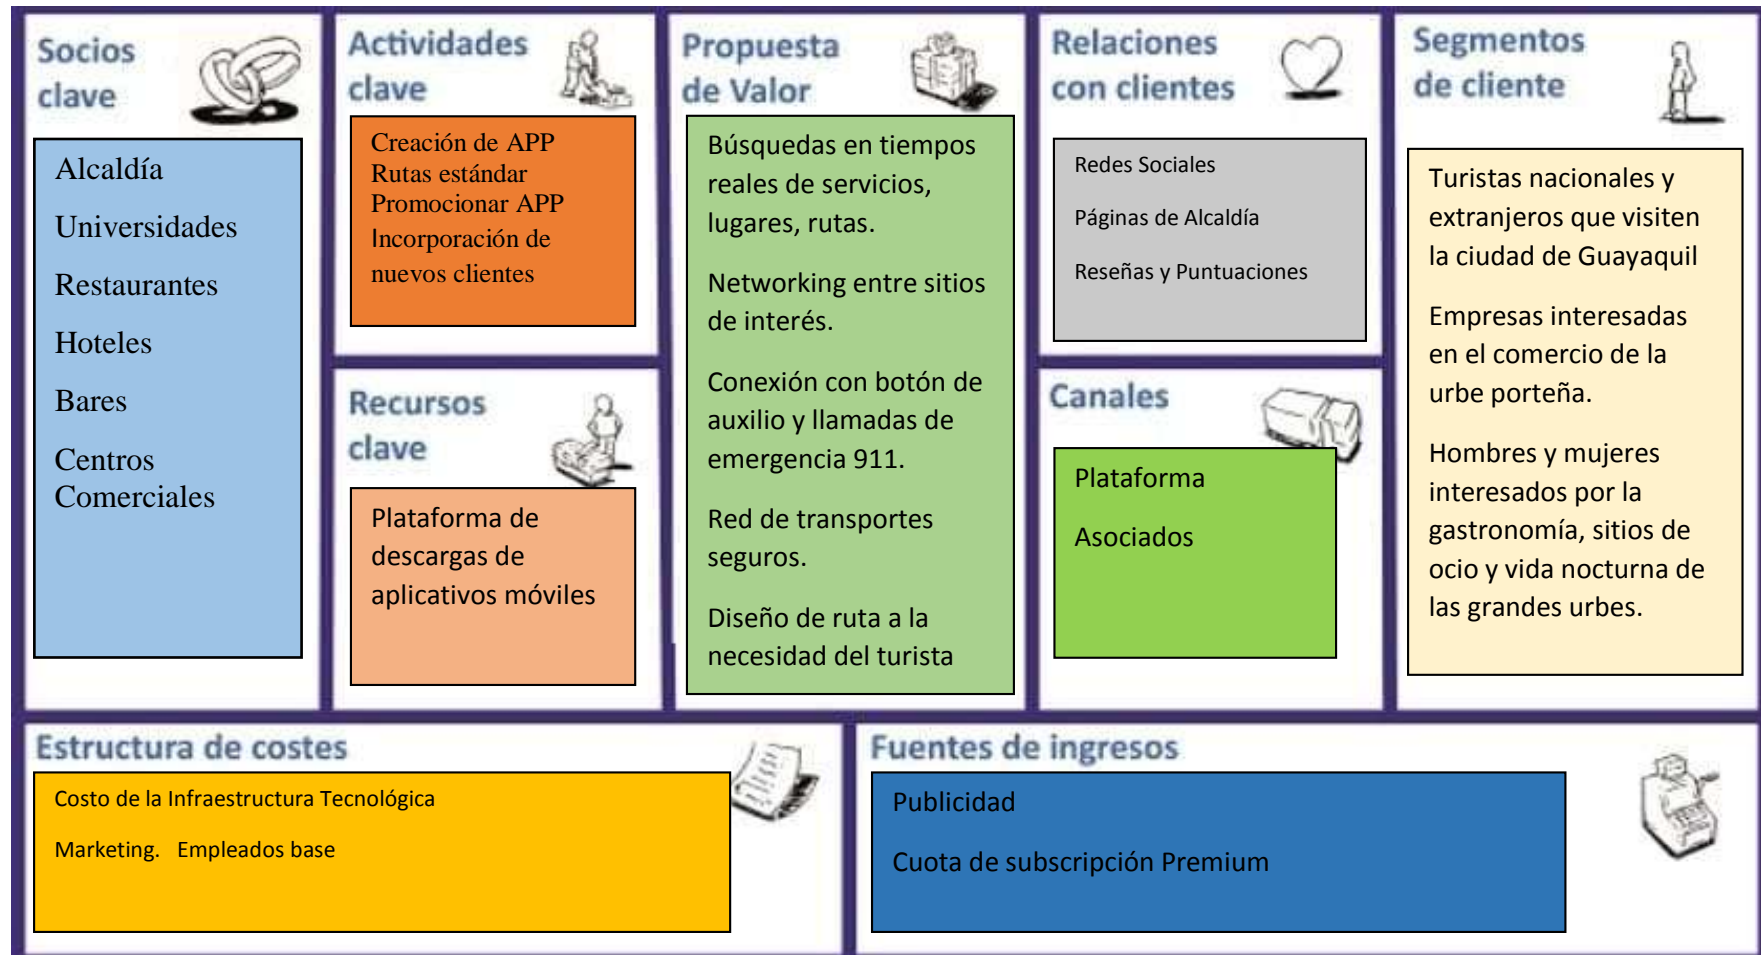 Socios
clave
Alcaldía
Universidades
Restaurantes
Hoteles
Bares
Centros
Comerciales
Actividades
clave
Creación de APP
Rutas estándar
Promocionar APP
Incorporación de
nuevos clientes
Recursos
clave
Plataforma de
descargas de
aplicativos móviles
Propuesta
de Valor
Búsquedas en tiempos
reales de servicios,
lugares, rutas.
Networking entre sitios
de interés.
Conexión con botón de
auxilio y llamadas de
emergencia 911.
Red de transportes
seguros.
Diseño de ruta a la
necesidad del turista
Relaciones
con clientes
Redes Sociales
Páginas de Alcaldía
Reseñas y Puntuaciones
Canales
Plataforma
Asociados
Segmentos
de cliente
Turistas nacionales y
extranjeros que visiten
la ciudad de Guayaquil
Empresas interesadas
en el comercio de la
urbe porteña.
Hombres y mujeres
interesados por la
gastronomía, sitios de
ocio y vida nocturna de
las grandes urbes.
Estructura de costes
Costo de la Infraestructura Tecnológica
Marketing. Empleados base
Fuentes de ingresos
Publicidad
Cuota de subscripción Premium